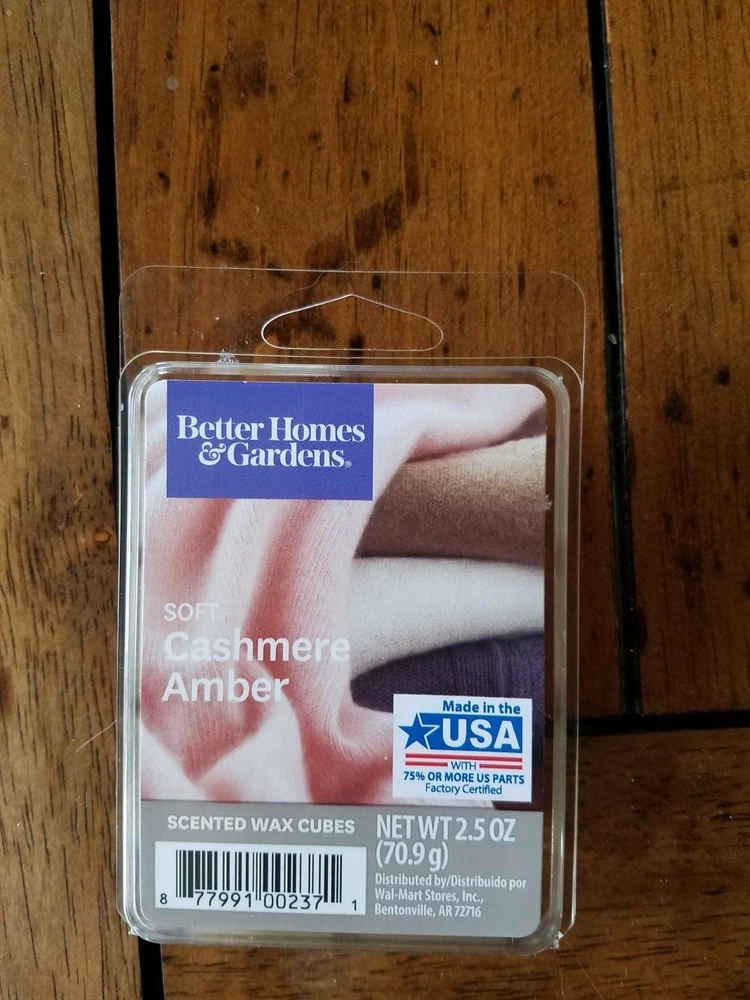 Better Homes
& Gardens®
SOFT
Cashmere
Amber
Made in the
USA
WITH
75% OR MORE US PARTS
Factory Certified
SCENTED WAX CUBES
NET WT 2.5 OZ
(70.9 g)
8 77991 00237 1
Distributed by/Distribuido por
Wal-Mart Stores, Inc.,
Bentonville, AR 72716